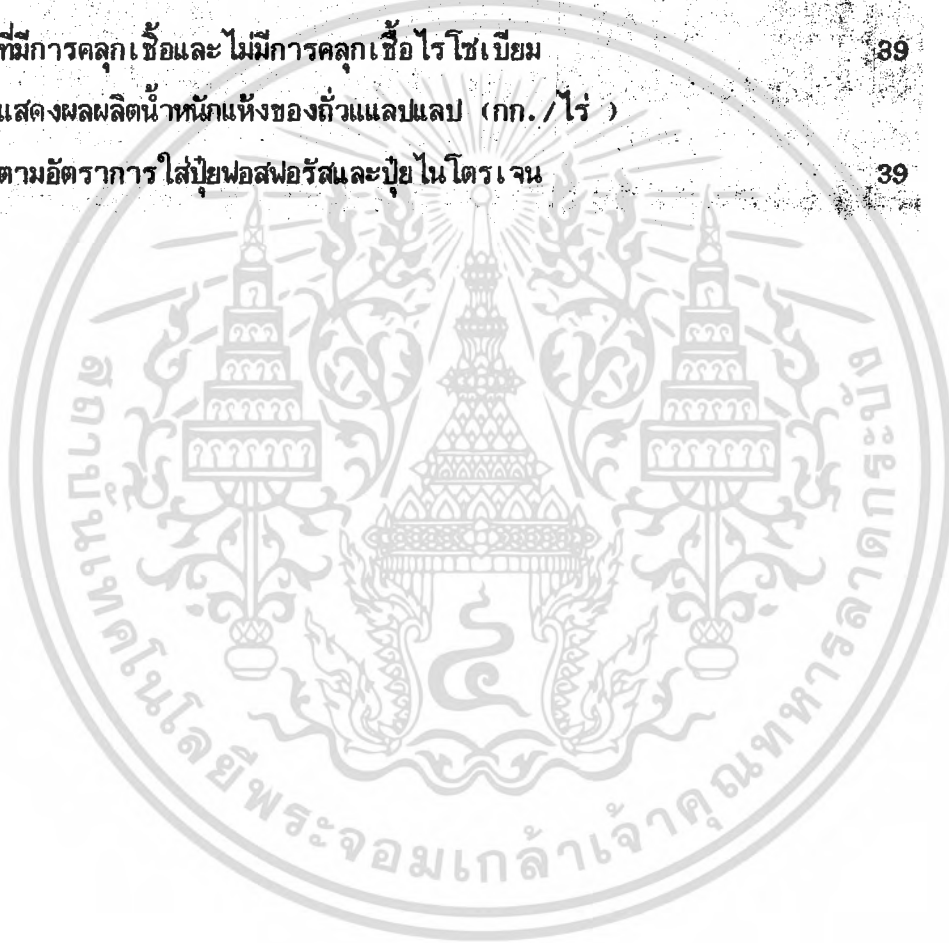 ที่มีการคลุกเชื้อและไม่มีการคลุกเชื้อไรโซเบียม 39
แสดงผลผลิตน้ำหนักแห้งของถั่วแแลปแลป (กก./ไร่ )
ตามอัตราการใส่ปุ๋ยฟอสฟอรัสและปุ๋ยไนโตรเจน 39
สถาบันเทคโนโลยีพระจอมเกล้าเจ้าคุณทหารลาดกระบัง